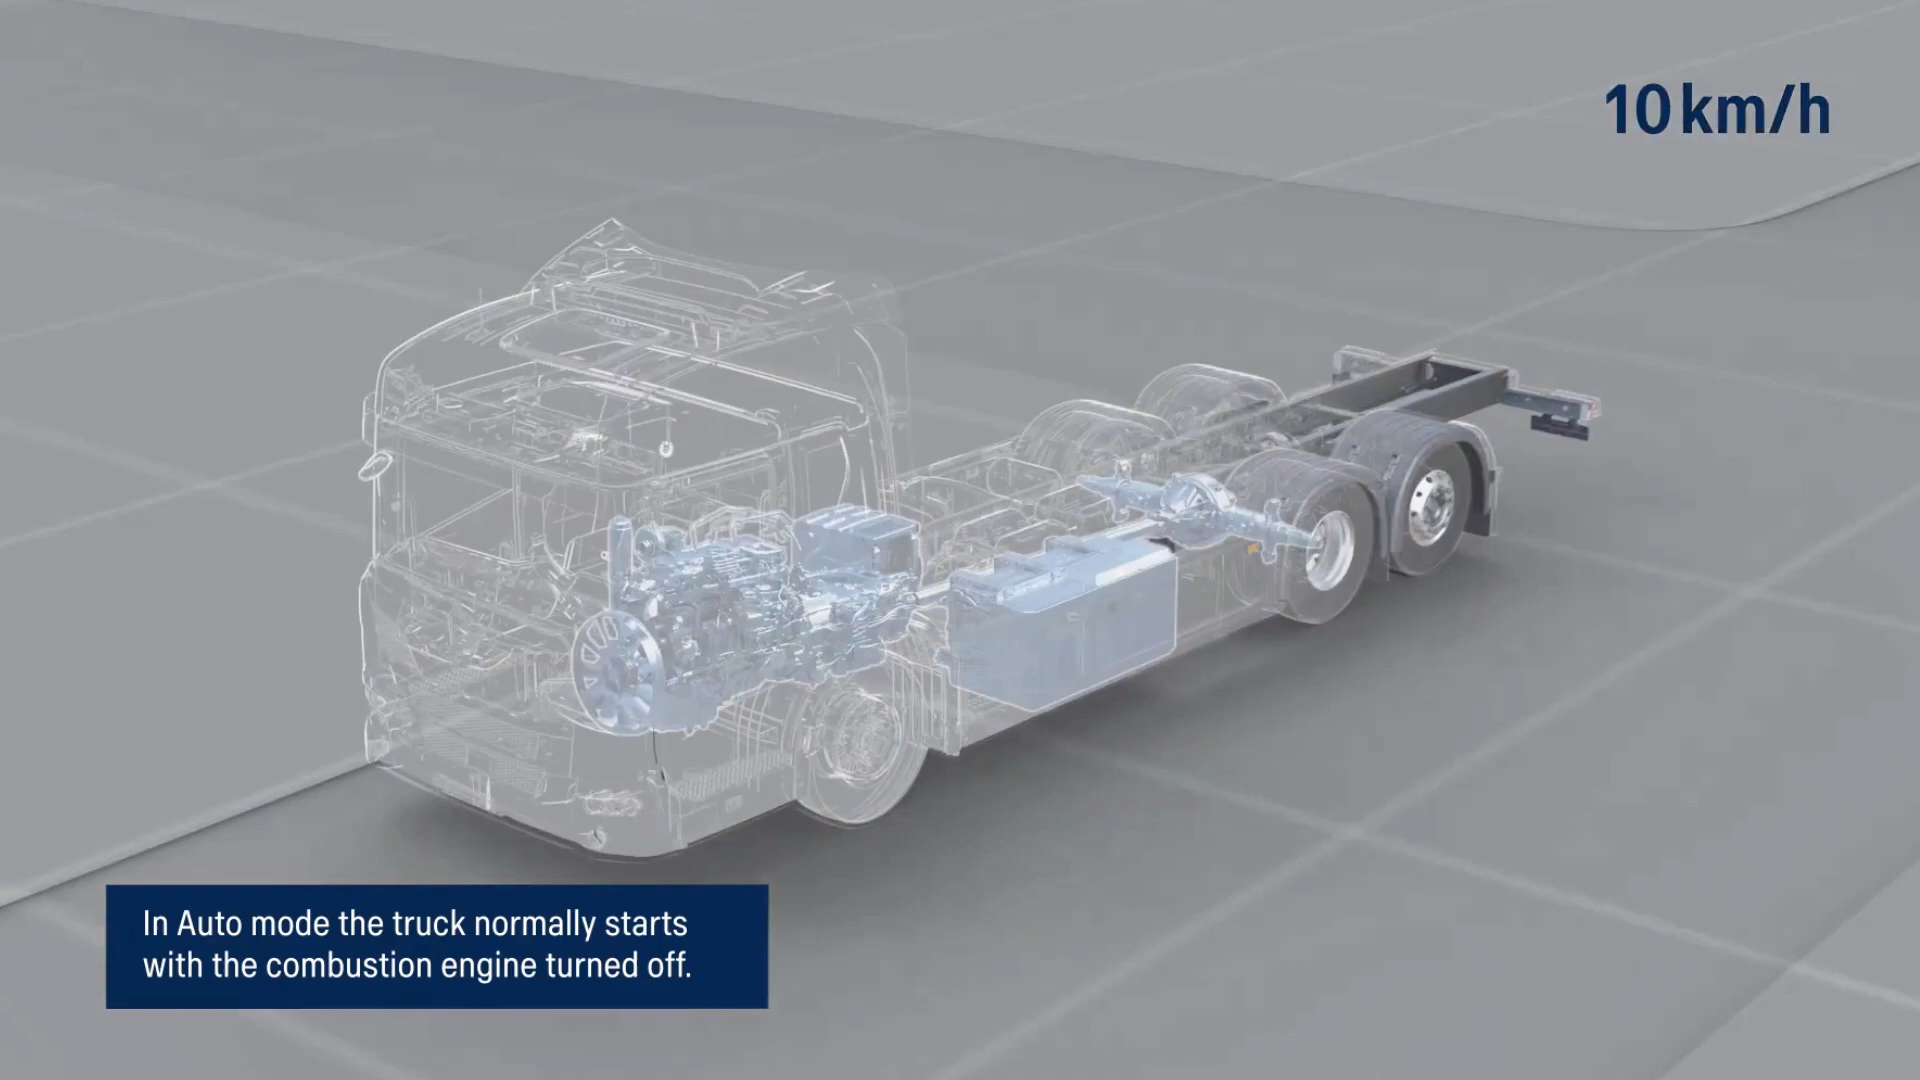 10 km/h
In Auto mode the truck normally starts
with the combustion engine turned off.